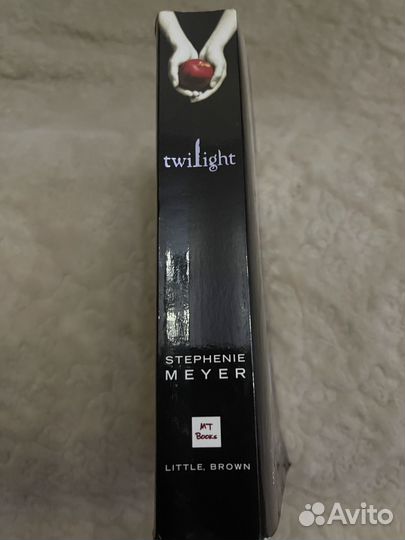 twilight
STEPHENIE
MEYER
MT
BOOKS
LITTLE, BROWN
Avito